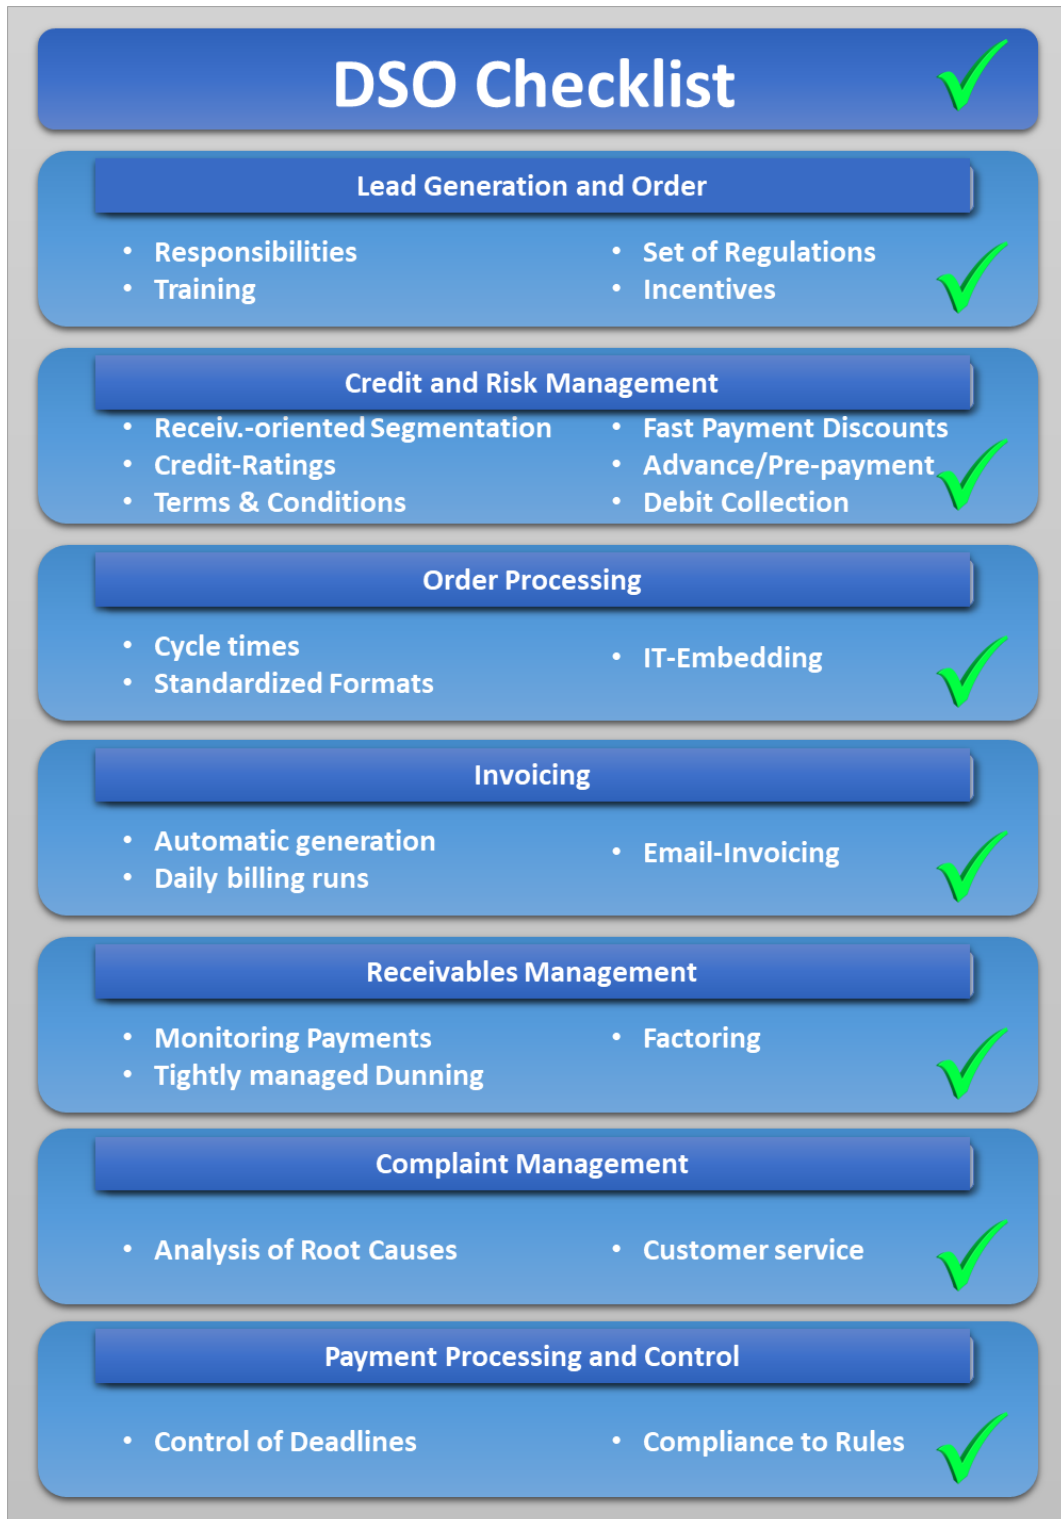 DSO Checklist
Lead Generation and Order
• Responsibilities
• Training
• Set of Regulations
• Incentives
Credit and Risk Management
• Receiv.-oriented Segmentation
• Credit-Ratings
• Terms & Conditions
• Fast Payment Discounts
• Advance/Pre-payment
• Debit Collection
Order Processing
• Cycle times
• Standardized Formats
• IT-Embedding
Invoicing
• Automatic generation
• Daily billing runs
• Email-Invoicing
Receivables Management
• Monitoring Payments
• Tightly managed Dunning
• Factoring
Complaint Management
• Analysis of Root Causes
• Customer service
Payment Processing and Control
• Control of Deadlines
• Compliance to Rules